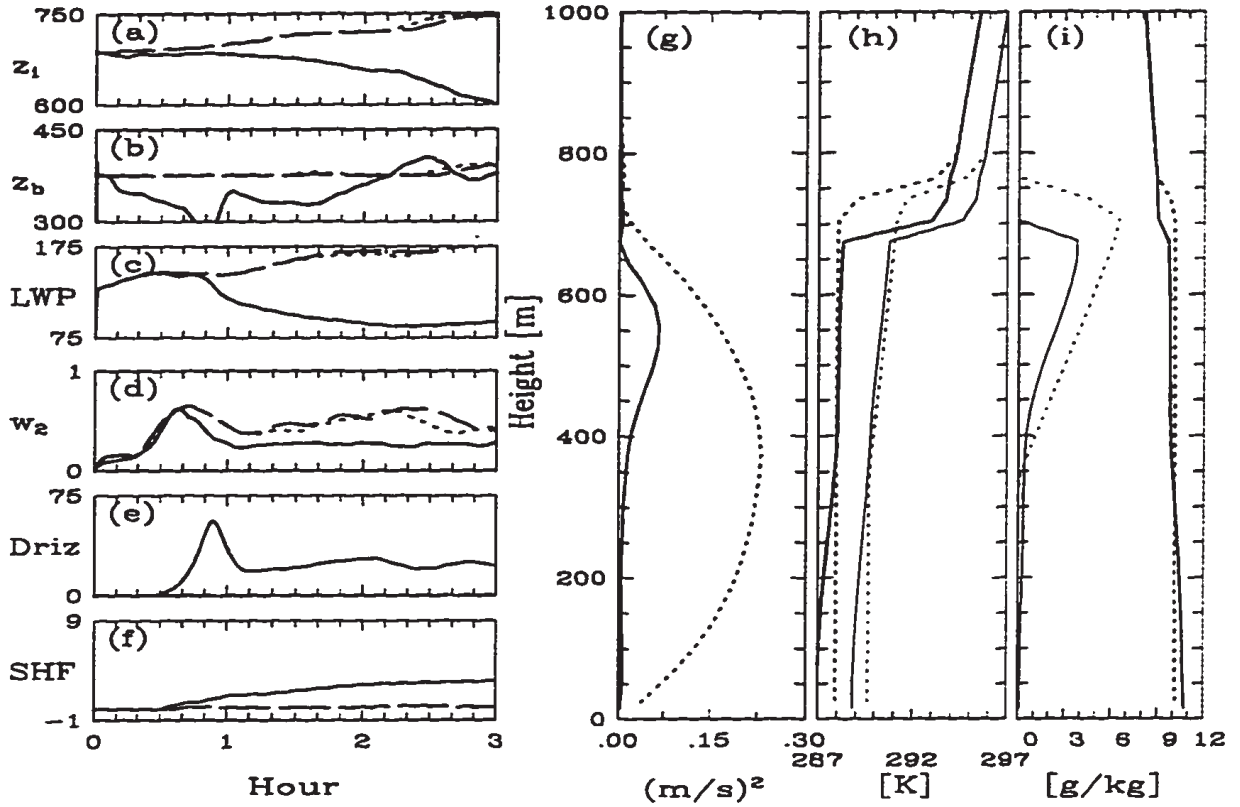 750
(a)
z₁
600
450
(b)
z_b
300
175
(c)
LWP
75
1
(d)
w₂
0
75
(e)
Driz
0
9
(f)
SHF
-1
0 1 2 3
Hour
1000
(g)
800
600
Height [m]
400
200
0
.00 .15 .30
(m/s)²
(h)
287 292 297
[K]
(i)
0 3 6 9 12
[g/kg]